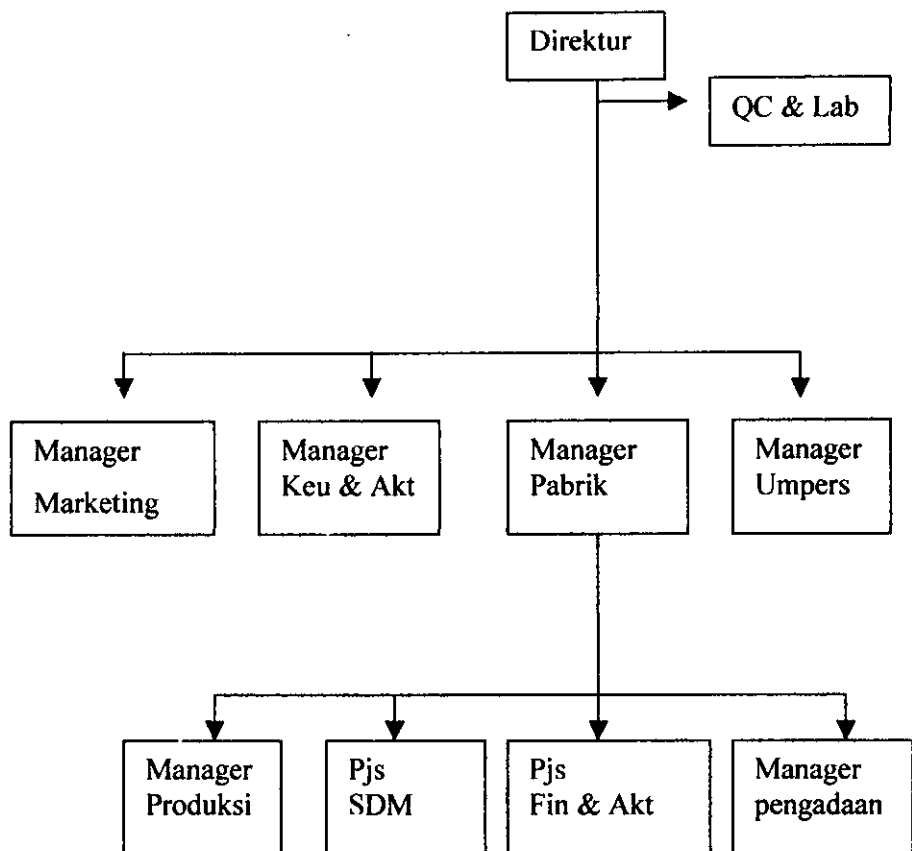 Direktur
QC & Lab
Manager
Marketing
Manager
Keu & Akt
Manager
Pabrik
Manager
Umpers
Manager
Produksi
Pjs
SDM
Pjs
Fin & Akt
Manager
pengadaan